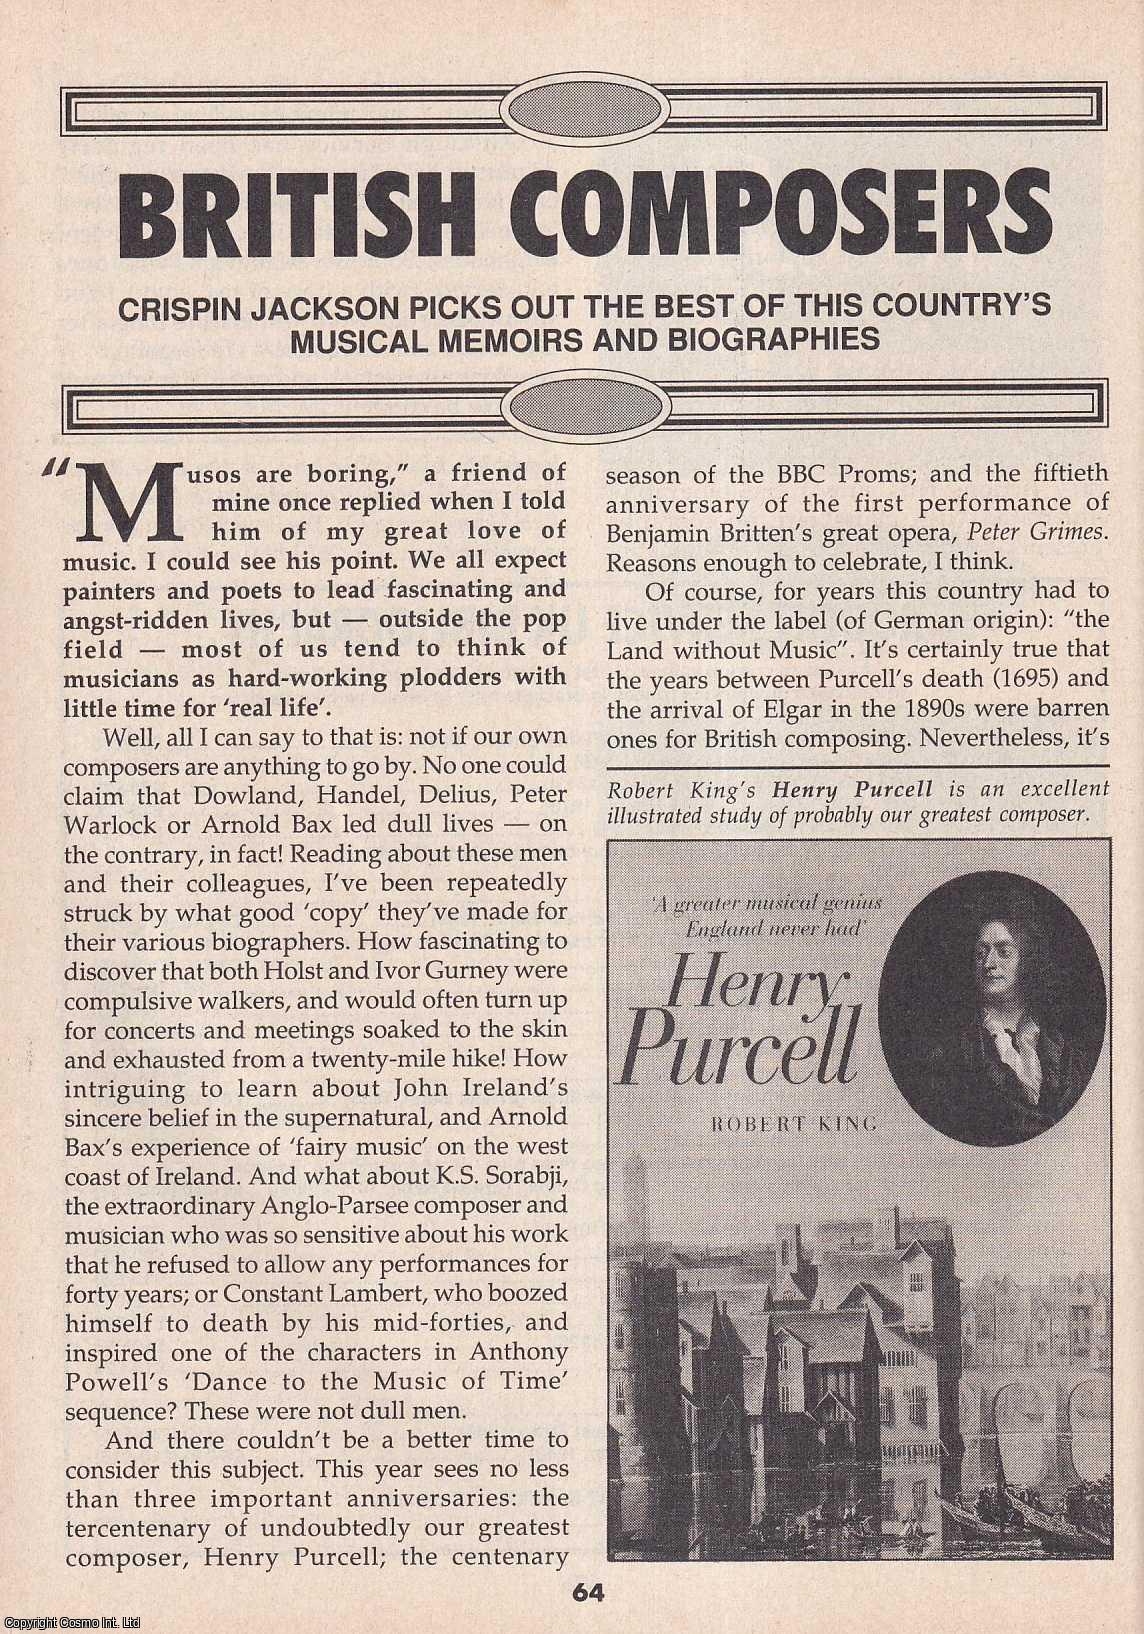 BRITISH COMPOSERS
CRISPIN JACKSON PICKS OUT THE BEST OF THIS COUNTRY'S
MUSICAL MEMOIRS AND BIOGRAPHIES
“Musos are boring,” a friend of
mine once replied when I told
him of my great love of
music. I could see his point. We all expect
painters and poets to lead fascinating and
angst-ridden lives, but — outside the pop
field — most of us tend to think of
musicians as hard-working plodders with
little time for ‘real life’.
Well, all I can say to that is: not if our own
composers are anything to go by. No one could
claim that Dowland, Handel, Delius, Peter
Warlock or Arnold Bax led dull lives — on
the contrary, in fact! Reading about these men
and their colleagues, I’ve been repeatedly
struck by what good ‘copy’ they’ve made for
their various biographers. How fascinating to
discover that both Holst and Ivor Gurney were
compulsive walkers, and would often turn up
for concerts and meetings soaked to the skin
and exhausted from a twenty-mile hike! How
intriguing to learn about John Ireland’s
sincere belief in the supernatural, and Arnold
Bax’s experience of ‘fairy music’ on the west
coast of Ireland. And what about K.S. Sorabji,
the extraordinary Anglo-Parsee composer and
musician who was so sensitive about his work
that he refused to allow any performances for
forty years; or Constant Lambert, who boozed
himself to death by his mid-forties, and
inspired one of the characters in Anthony
Powell’s ‘Dance to the Music of Time’
sequence? These were not dull men.
And there couldn’t be a better time to
consider this subject. This year sees no less
than three important anniversaries: the
tercentenary of undoubtedly our greatest
composer, Henry Purcell; the centenary
season of the BBC Proms; and the fiftieth
anniversary of the first performance of
Benjamin Britten’s great opera, Peter Grimes.
Reasons enough to celebrate, I think.
Of course, for years this country had to
live under the label (of German origin): “the
Land without Music”. It’s certainly true that
the years between Purcell’s death (1695) and
the arrival of Elgar in the 1890s were barren
ones for British composing. Nevertheless, it’s
Robert King’s Henry Purcell is an excellent
illustrated study of probably our greatest composer.
‘A greater musical genius
England never had’
Henry
Purcell
ROBERT KING
64
Copyright Cosmo Int. Ltd